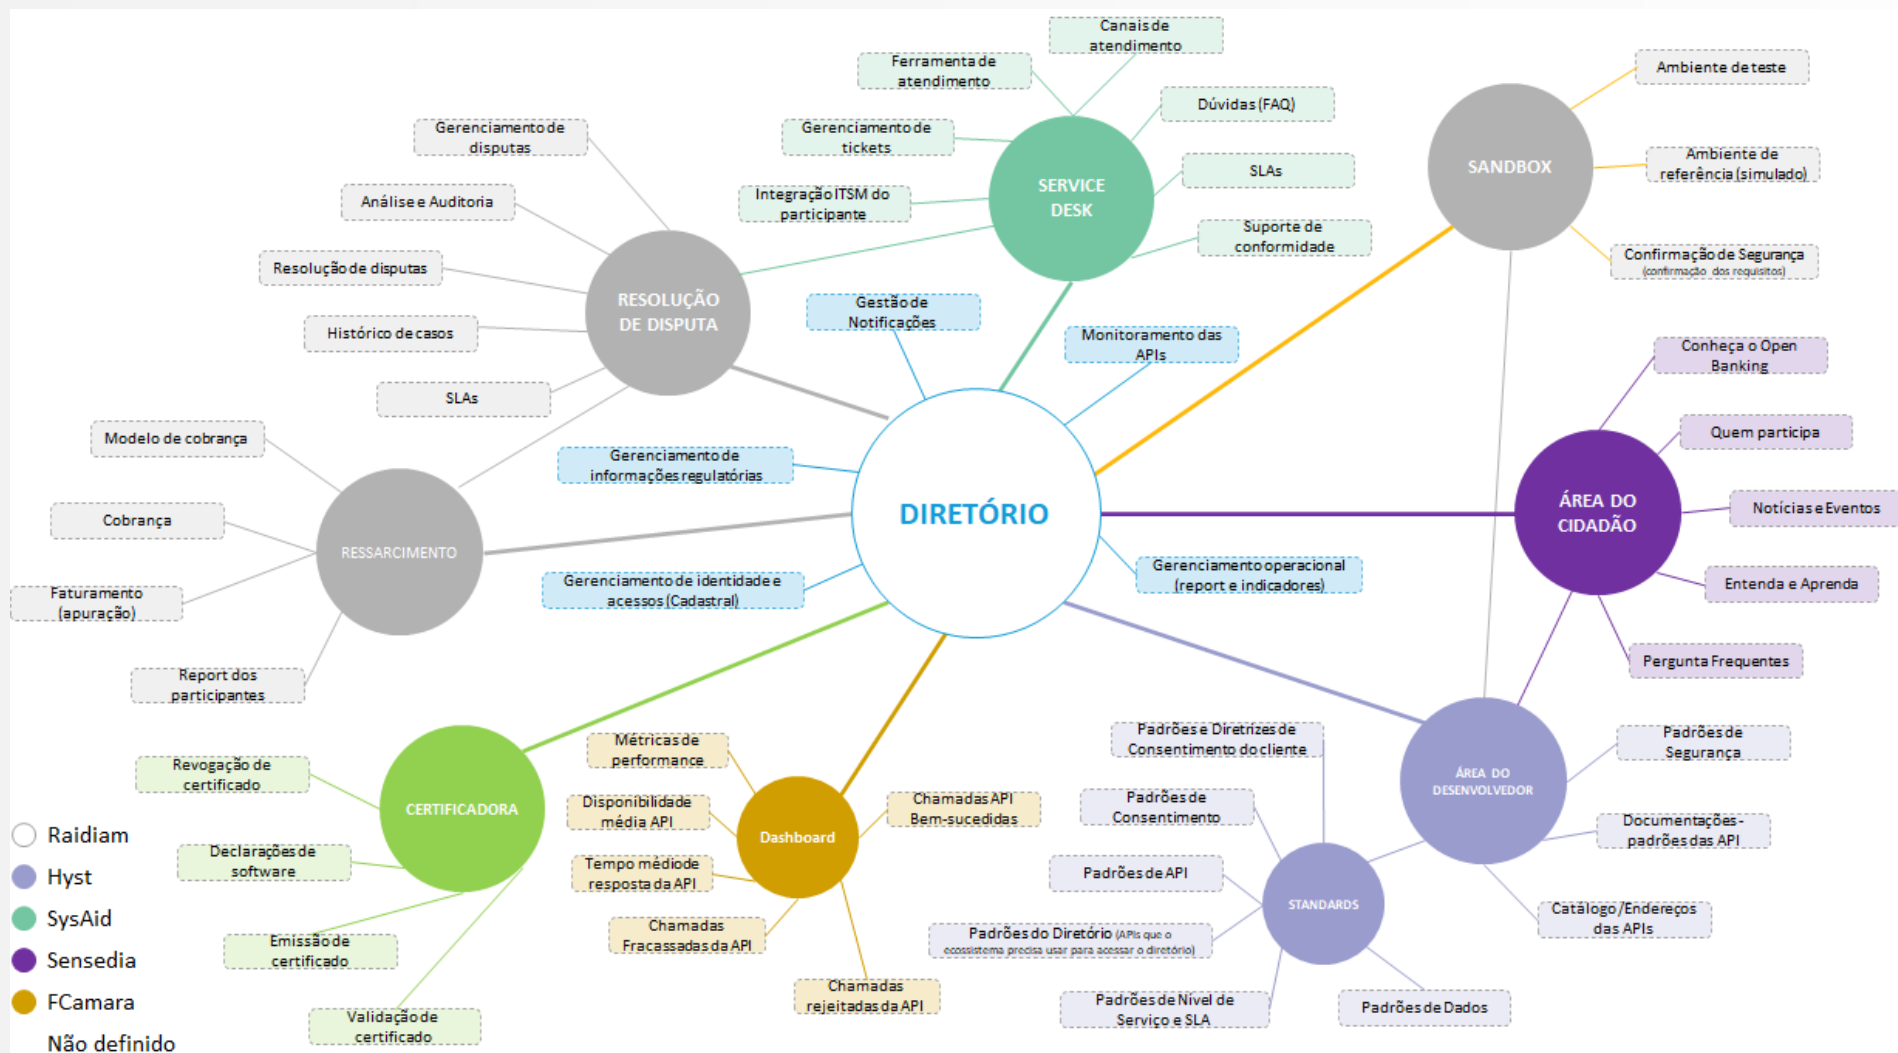 Canais de
atendimento
Ferramenta de
atendimento
Dúvidas (FAQ)
Gerenciamento de
tickets
SLAs
Integração ITSM do
participante
Suporte de
conformidade
SERVICE
DESK
Ambiente de teste
Ambiente de
referência (simulado)
Confirmação de Segurança
(confirmação dos requisitos)
SANDBOX
Gerenciamento de
disputas
Análise e Auditoria
Resolução de disputas
Histórico de casos
SLAs
RESOLUÇÃO
DE DISPUTA
Gestão de
Notificações
Monitoramento das
APIs
Gerenciamento de
informações regulatórias
Gerenciamento de identidade e
acessos (Cadastral)
Gerenciamento operacional
(report e indicadores)
DIRETÓRIO
Conheça o Open
Banking
Quem participa
Notícias e Eventos
Entenda e Aprenda
Pergunta Frequentes
ÁREA DO
CIDADÃO
Modelo de cobrança
Cobrança
Faturamento
(apuração)
Report dos
participantes
RESSARCIMENTO
Revogação de
certificado
Declarações de
software
Emissão de
certificado
Validação de
certificado
CERTIFICADORA
Métricas de
performance
Disponibilidade
média API
Tempo médio de
resposta da API
Chamadas
Fracassadas da API
Chamadas
rejeitadas da API
Chamadas API
Bem-sucedidas
Dashboard
Padrões e Diretrizes de
Consentimento do cliente
Padrões de
Consentimento
Padrões de API
Padrões do Diretório (APIs que o
ecossistema precisa usar para acessar o diretório)
Padrões de Nível de
Serviço e SLA
Padrões de Dados
STANDARDS
ÁREA DO
DESENVOLVEDOR
Padrões de
Segurança
Documentações-
padrões das API
Catálogo/Endereços
das APIs
Raidiam
Hyst
SysAid
Sensedia
FCamara
Não definido